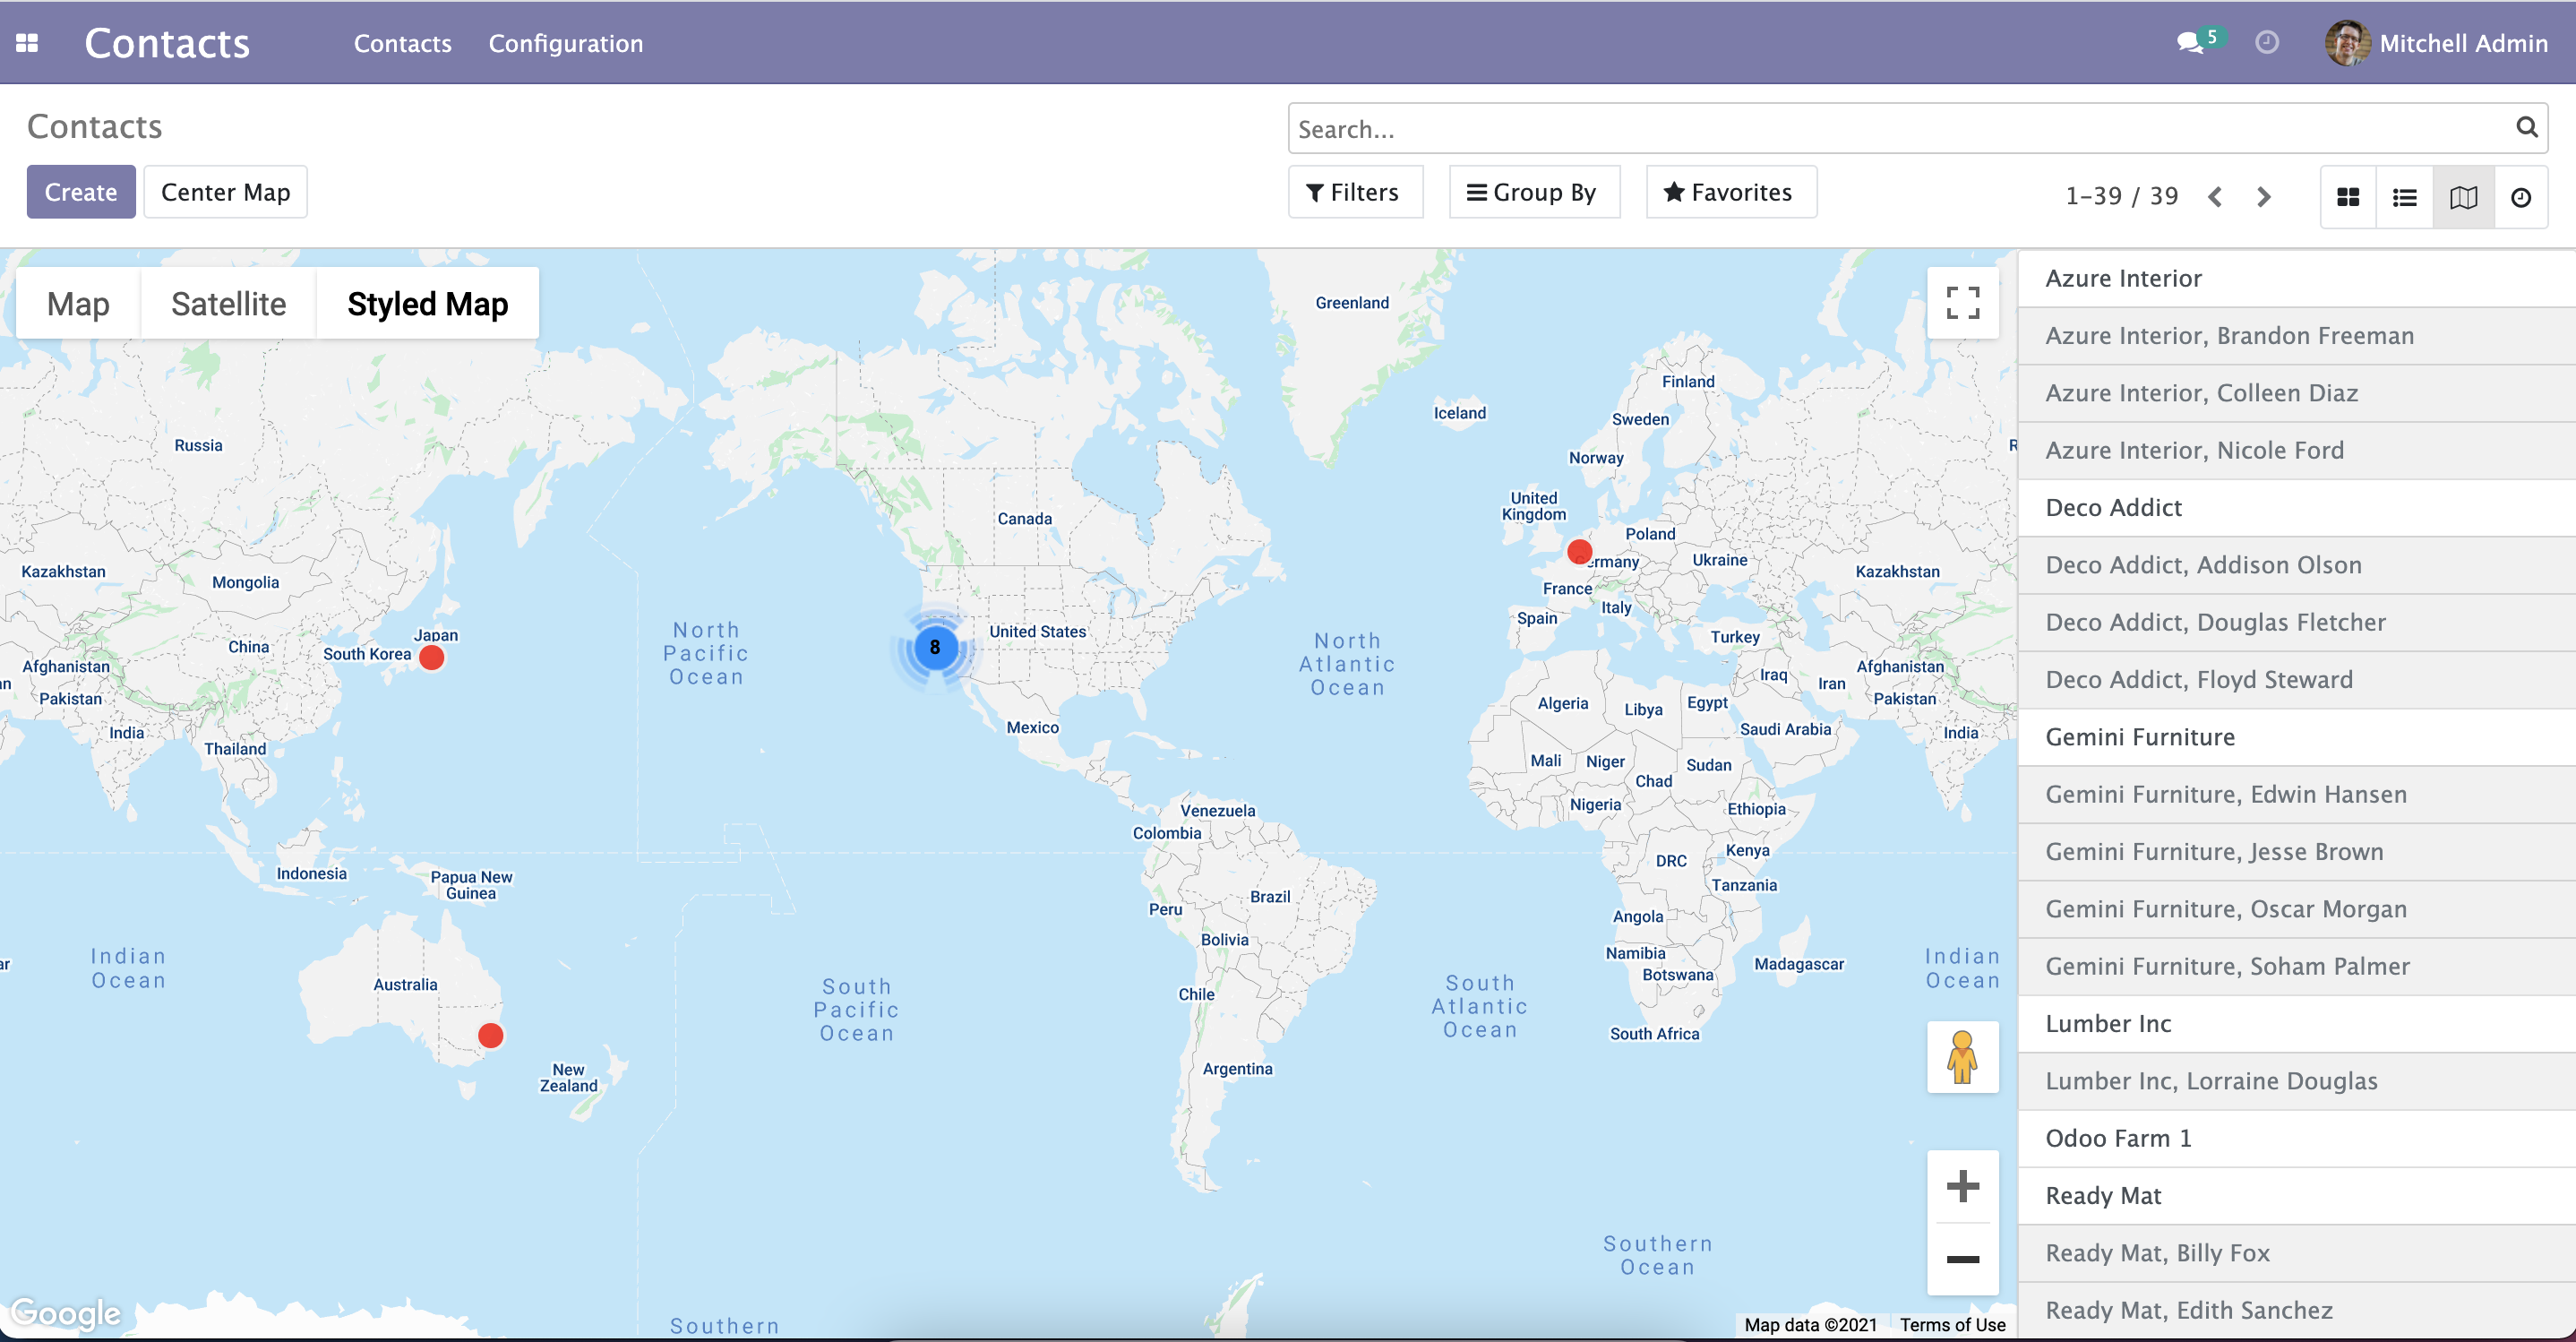 Contacts
Contacts
Configuration
5
Mitchell Admin
Contacts
Search...
Create
Center Map
Filters
Group By
Favorites
1-39 / 39
Map
Satellite
Styled Map
Greenland
Finland
Iceland
Sweden
Russia
Norway
United
Kingdom
Canada
Poland
Germany
Ukraine
Kazakhstan
Mongolia
Kazakhstan
France
Italy
Spain
Japan
China
South Korea
North
Pacific
Ocean
8
United States
North
Atlantic
Ocean
Turkey
Afghanistan
Pakistan
Iraq
Iran
Afghanistan
Pakistan
India
Thailand
Mexico
Algeria
Libya
Egypt
Saudi Arabia
India
Mali
Niger
Chad
Sudan
Nigeria
Ethiopia
Venezuela
Colombia
Indonesia
Papua New
Guinea
DRC
Kenya
Tanzania
Peru
Brazil
Angola
Bolivia
Namibia
Botswana
Madagascar
Indian
Ocean
Australia
South
Pacific
Ocean
Chile
South
Atlantic
Ocean
Indian
Ocean
South Africa
New
Zealand
Argentina
Southern
Ocean
Southern
Google
Map data ©2021
Terms of Use
Azure Interior
Azure Interior, Brandon Freeman
Azure Interior, Colleen Diaz
Azure Interior, Nicole Ford
Deco Addict
Deco Addict, Addison Olson
Deco Addict, Douglas Fletcher
Deco Addict, Floyd Steward
Gemini Furniture
Gemini Furniture, Edwin Hansen
Gemini Furniture, Jesse Brown
Gemini Furniture, Oscar Morgan
Gemini Furniture, Soham Palmer
Lumber Inc
Lumber Inc, Lorraine Douglas
Odoo Farm 1
Ready Mat
Ready Mat, Billy Fox
Ready Mat, Edith Sanchez